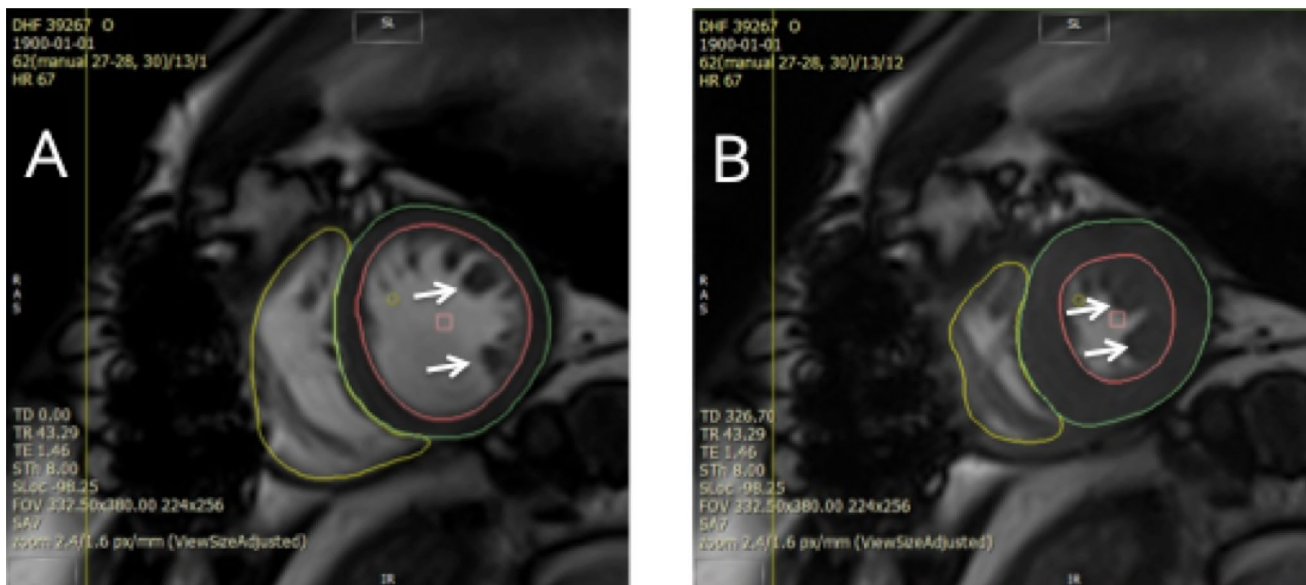 DHF 39267 O
1900-01-01
62(manual 27-28, 30)/13/1
HR 67
SL
A
R
A
S
TD 0.00
TR 43.29
TE 1.46
STh 8.00
SLoc -98.25
FOV 332.50x380.00 224x256
SA7
zoom 2.4/1.6 px/mm (ViewSizeAdjusted)
IR
DHF 39267 O
1900-01-01
62(manual 27-28, 30)/13/12
HR 67
SL
B
R
A
S
TD 326.70
TR 43.29
TE 1.46
STh 8.00
SLoc -98.25
FOV 332.50x380.00 224x256
SA7
zoom 2.4/1.6 px/mm (ViewSizeAdjusted)
IR